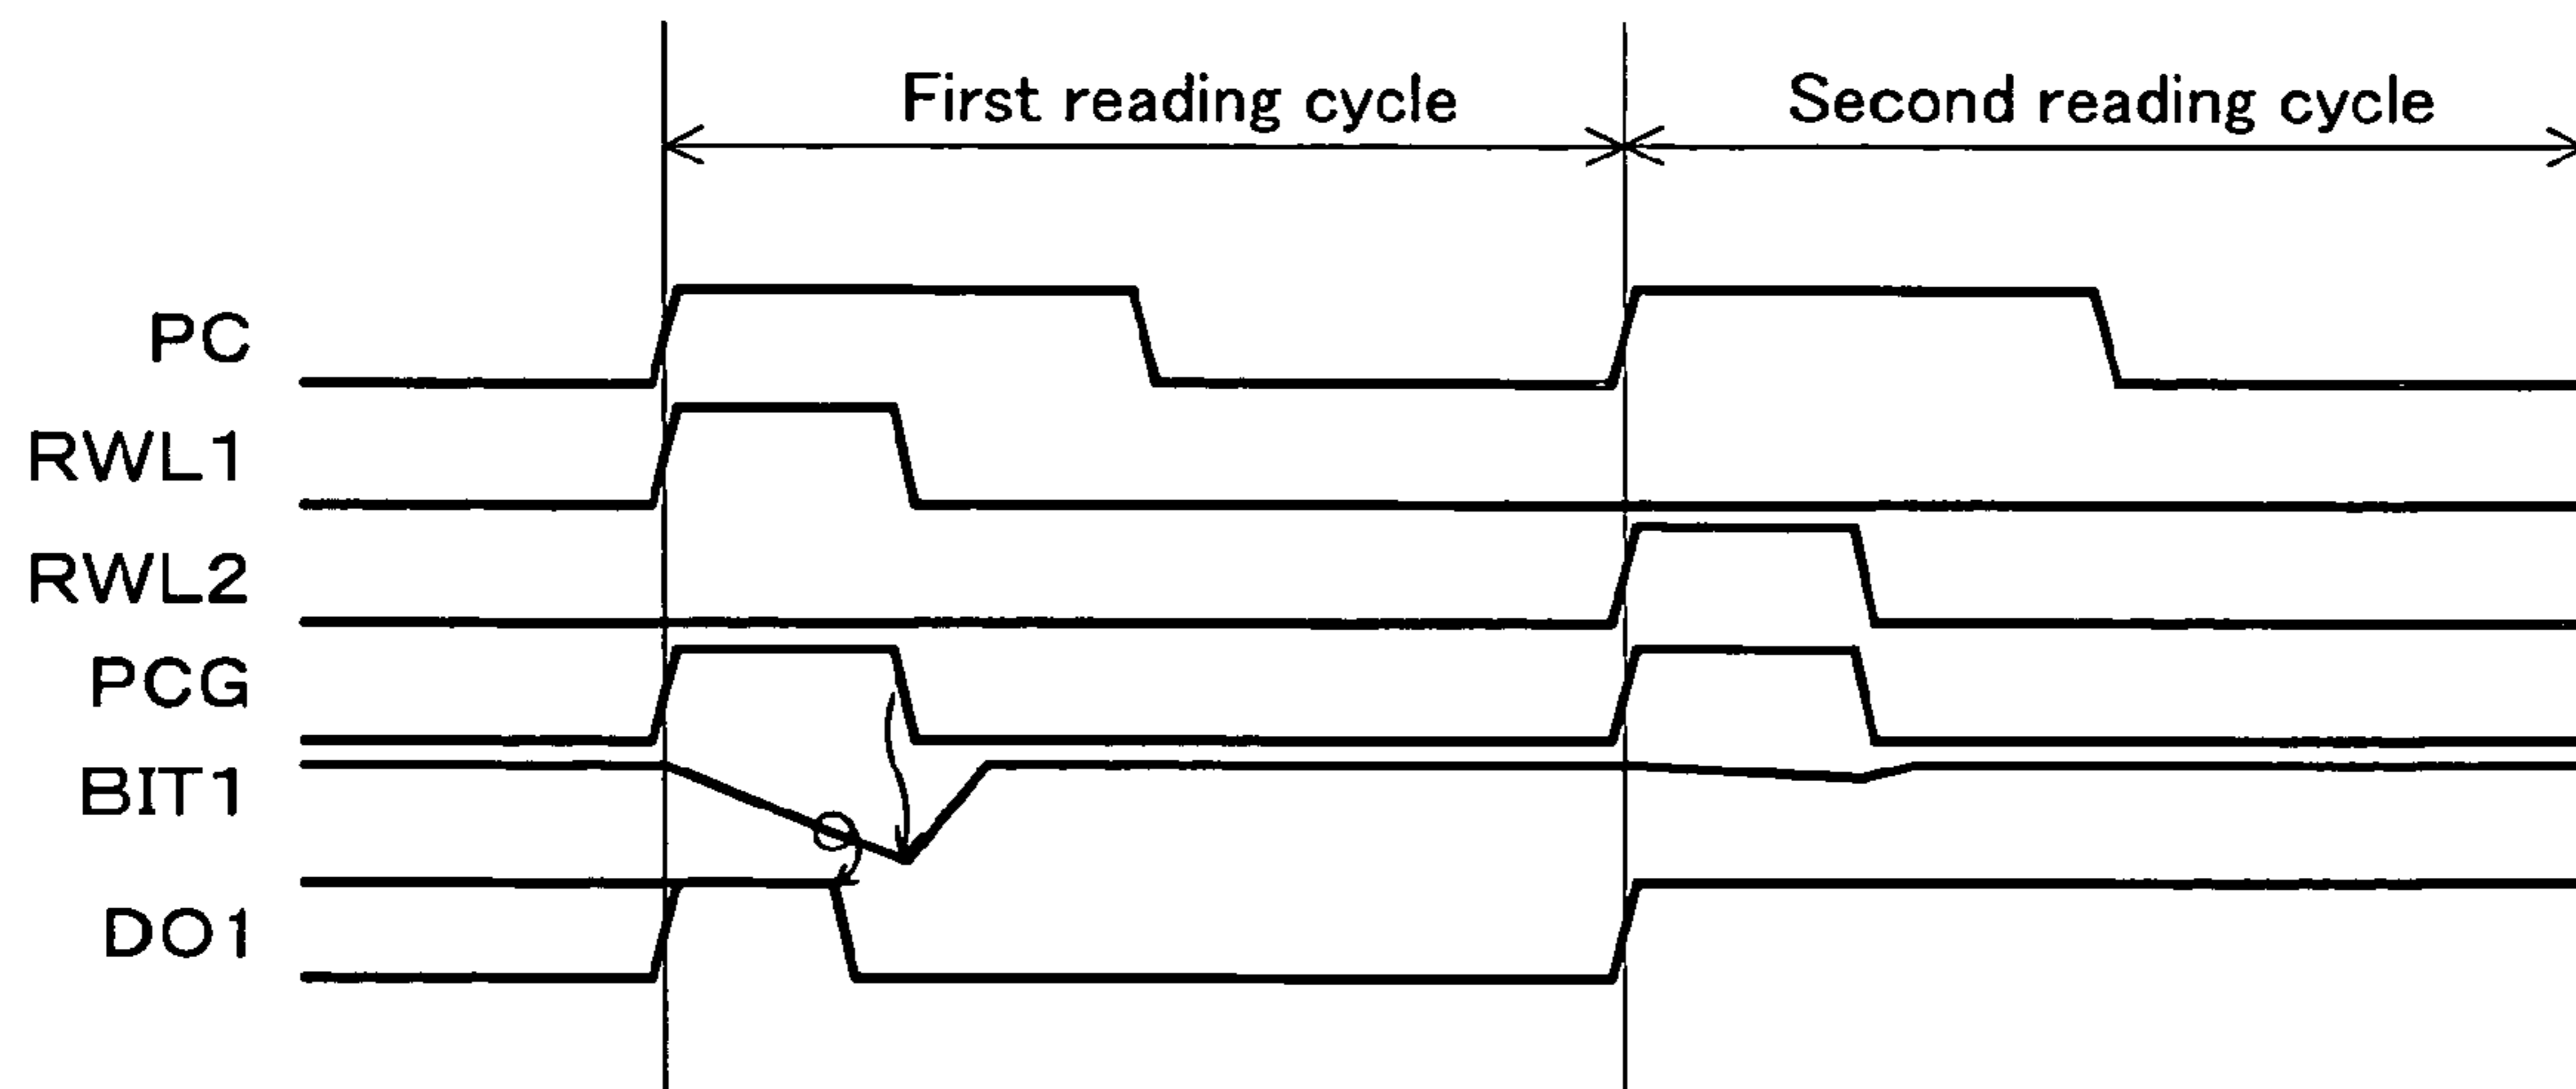 First reading cycle
Second reading cycle
PC
RWL1
RWL2
PCG
BIT1
DO1